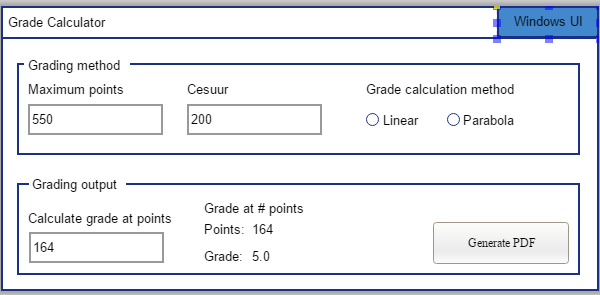 Grade Calculator
Windows UI
Grading method
Maximum points
Cesuur
Grade calculation method
550
200
Linear
Parabola
Grading output
Calculate grade at points
164
Grade at # points
Points: 164
Grade: 5.0
Generate PDF